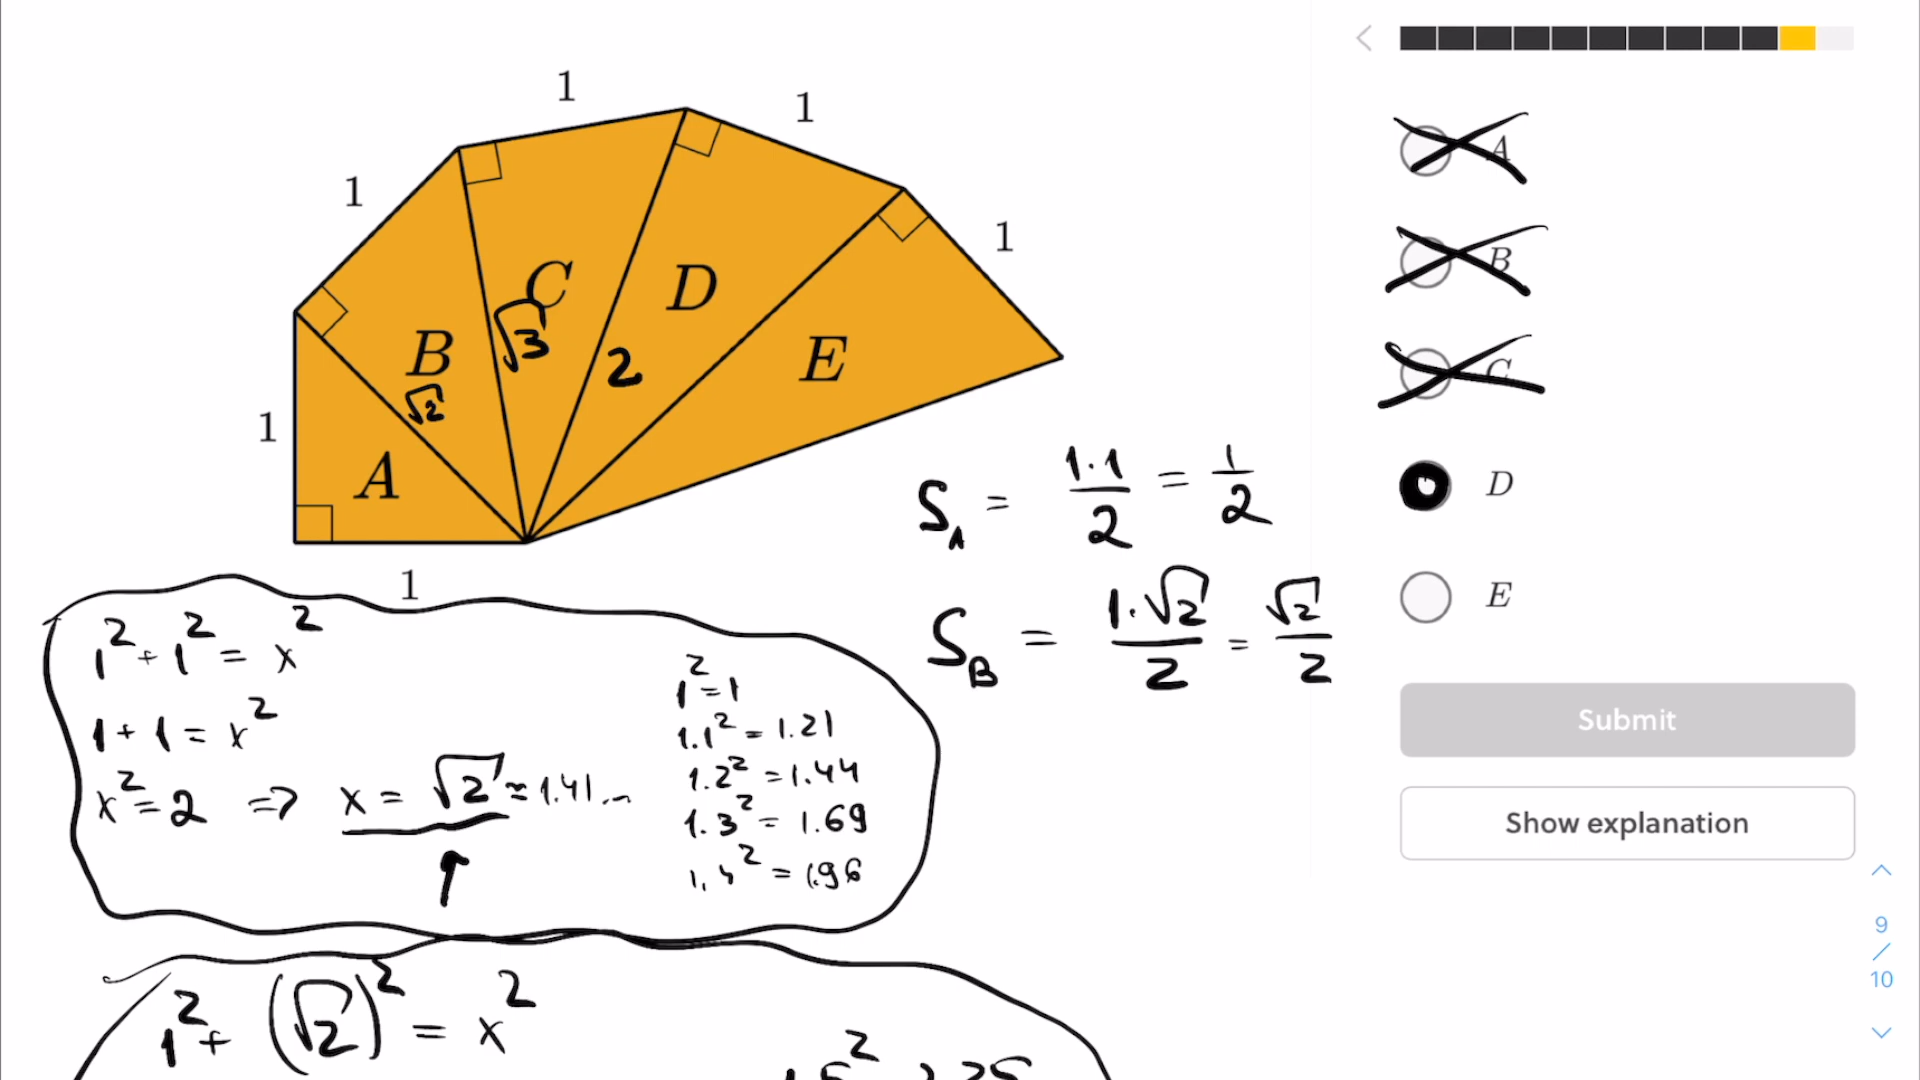 1
1
1
1
1
1
A
B
C
D
E
√2
√3
2
1² + 1² = x²
1 + 1 = x²
x² = 2 => x = √2 ≈ 1.41...
1² = 1
1.1² = 1.21
1.2² = 1.44
1.3² = 1.69
1.4² = 1.96
S_A = 1·1/2 = 1/2
S_B = 1·√2/2 = √2/2
1² + (√2)² = x²
A
B
C
D
E
Submit
Show explanation
9
/
10